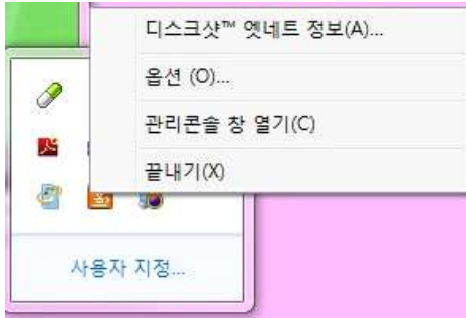 디스크샷™ 엣네트 정보(A)...
옵션 (O)...
관리콘솔 창 열기(C)
끝내기(X)
사용자 지정...